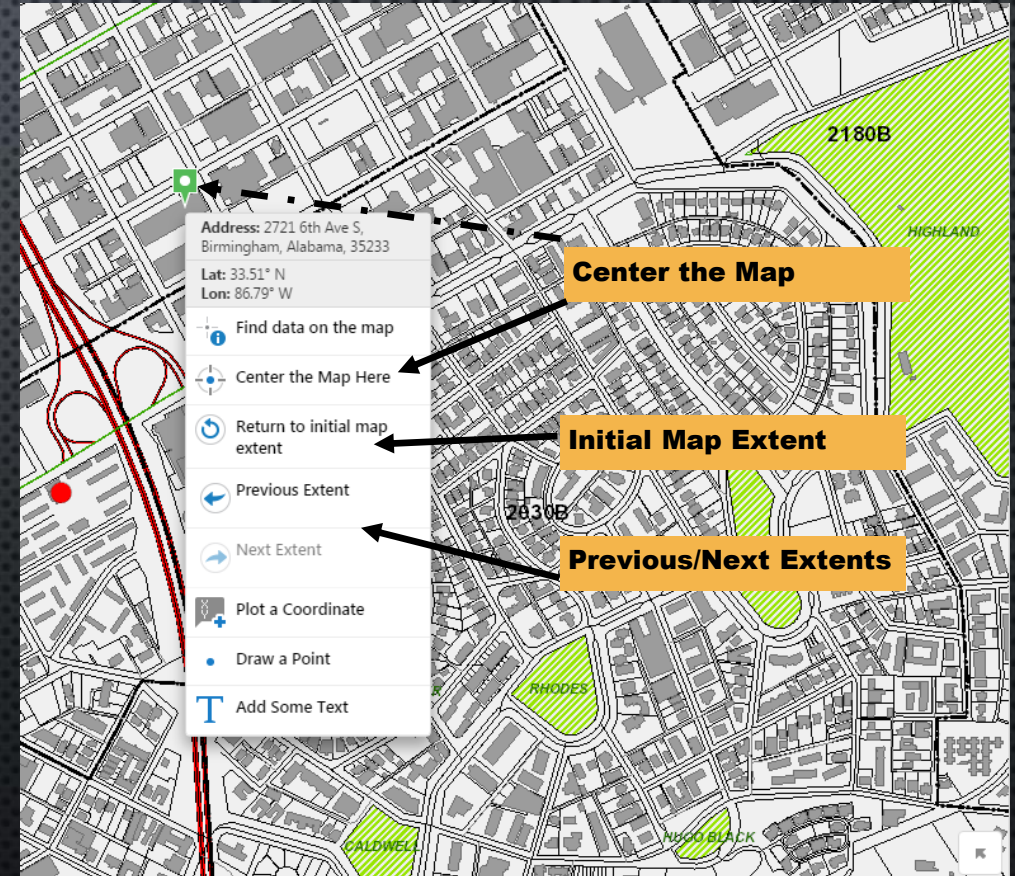 2180B
HIGHLAND
Address: 2721 6th Ave S,
Birmingham, Alabama, 35233
Lat: 33.51° N
Lon: 86.79° W
Find data on the map
Center the Map Here
Return to initial map
extent
Previous Extent
Next Extent
Plot a Coordinate
Draw a Point
Add Some Text
Center the Map
Initial Map Extent
2030B
Previous/Next Extents
RHODES
CALDWELL
HUGO BLACK